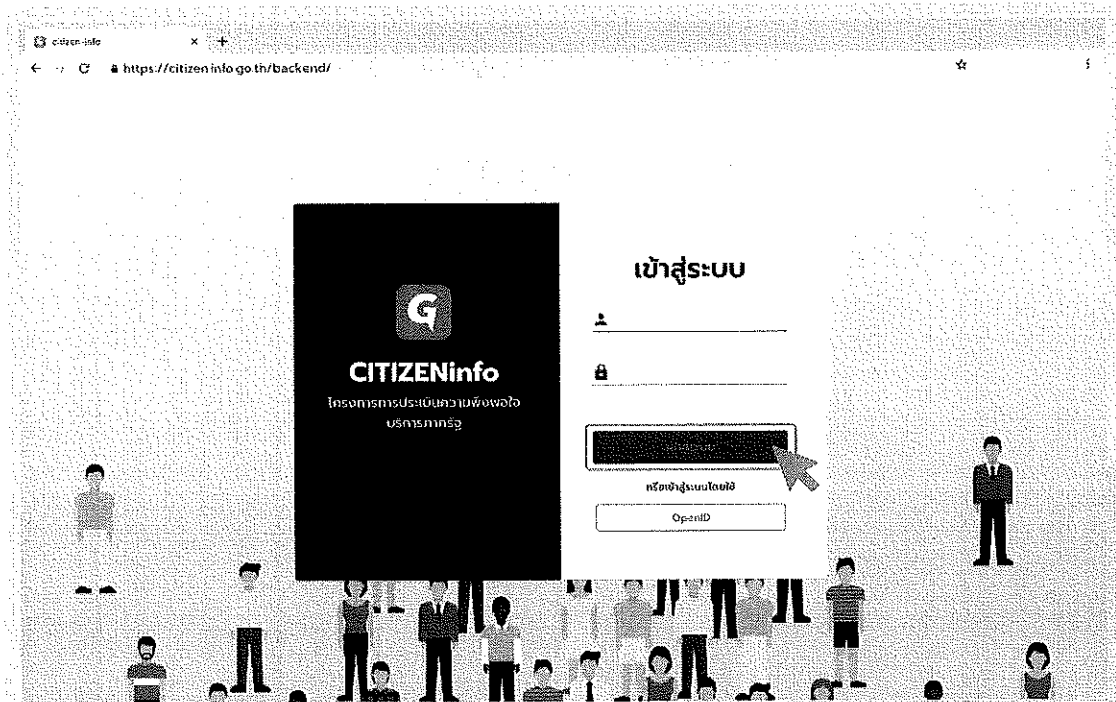 citizen-info
https://citizeninfo.go.th/backend/
เข้าสู่ระบบ
G
CITIZENinfo
โครงการการประเมินความพึงพอใจ
บริการภาครัฐ
หรือเข้าสู่ระบบโดยใช้
OpenID